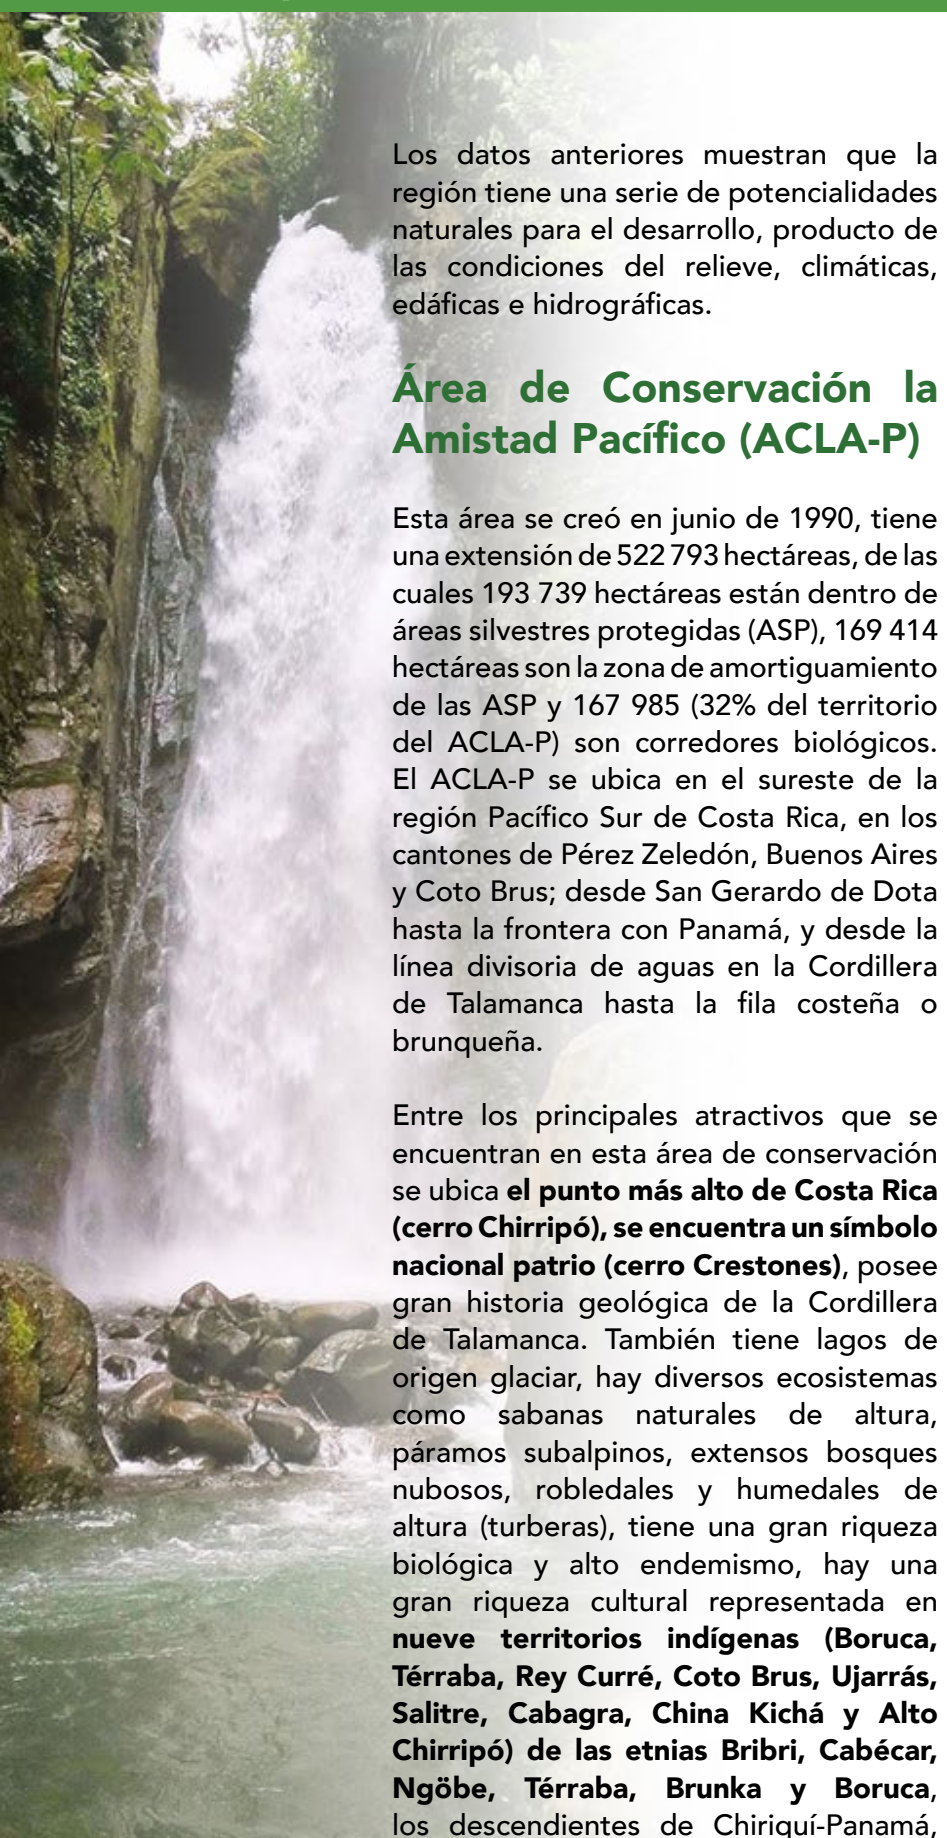 Los datos anteriores muestran que la
región tiene una serie de potencialidades
naturales para el desarrollo, producto de
las condiciones del relieve, climáticas,
edáficas e hidrográficas.
Área de Conservación la
Amistad Pacífico (ACLA-P)
Esta área se creó en junio de 1990, tiene
una extensión de 522 793 hectáreas, de las
cuales 193 739 hectáreas están dentro de
áreas silvestres protegidas (ASP), 169 414
hectáreas son la zona de amortiguamiento
de las ASP y 167 985 (32% del territorio
del ACLA-P) son corredores biológicos.
El ACLA-P se ubica en el sureste de la
región Pacífico Sur de Costa Rica, en los
cantones de Pérez Zeledón, Buenos Aires
y Coto Brus; desde San Gerardo de Dota
hasta la frontera con Panamá, y desde la
línea divisoria de aguas en la Cordillera
de Talamanca hasta la fila costeña o
brunqueña.
Entre los principales atractivos que se
encuentran en esta área de conservación
se ubica el punto más alto de Costa Rica
(cerro Chirripó), se encuentra un símbolo
nacional patrio (cerro Crestones), posee
gran historia geológica de la Cordillera
de Talamanca. También tiene lagos de
origen glaciar, hay diversos ecosistemas
como sabanas naturales de altura,
páramos subalpinos, extensos bosques
nubosos, robledales y humedales de
altura (turberas), tiene una gran riqueza
biológica y alto endemismo, hay una
gran riqueza cultural representada en
nueve territorios indígenas (Boruca,
Térraba, Rey Curré, Coto Brus, Ujarrás,
Salitre, Cabagra, China Kichá y Alto
Chirripó) de las etnias Bribri, Cabécar,
Ngöbe, Térraba, Brunka y Boruca,
los descendientes de Chiriquí-Panamá,